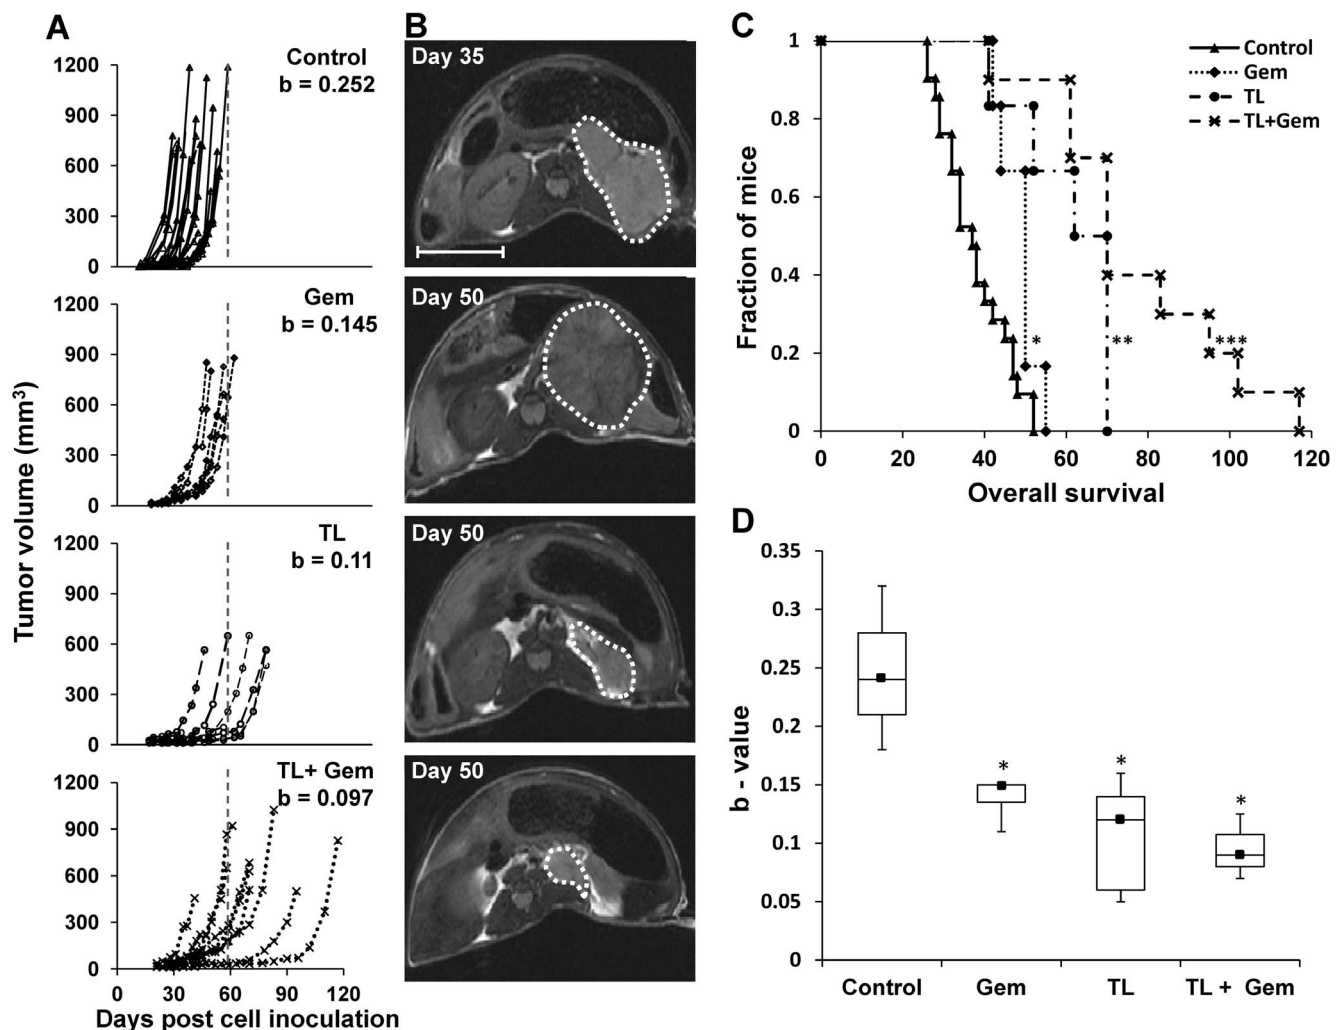 A
Control
b = 0.252
1200
900
600
300
0
Gem
b = 0.145
1200
900
600
300
0
TL
b = 0.11
1200
900
600
300
0
TL+ Gem
b = 0.097
1200
900
600
300
0
0 30 60 90 120
Tumor volume (mm³)
Days post cell inoculation
B
Day 35
Day 50
Day 50
Day 50
C
Control
Gem
TL
TL+Gem
1
0.8
0.6
0.4
0.2
0
* ** ***
0 20 40 60 80 100 120
Fraction of mice
Overall survival
D
0.35
0.3
0.25
0.2
0.15
0.1
0.05
0
* * *
b - value
Control Gem TL TL + Gem